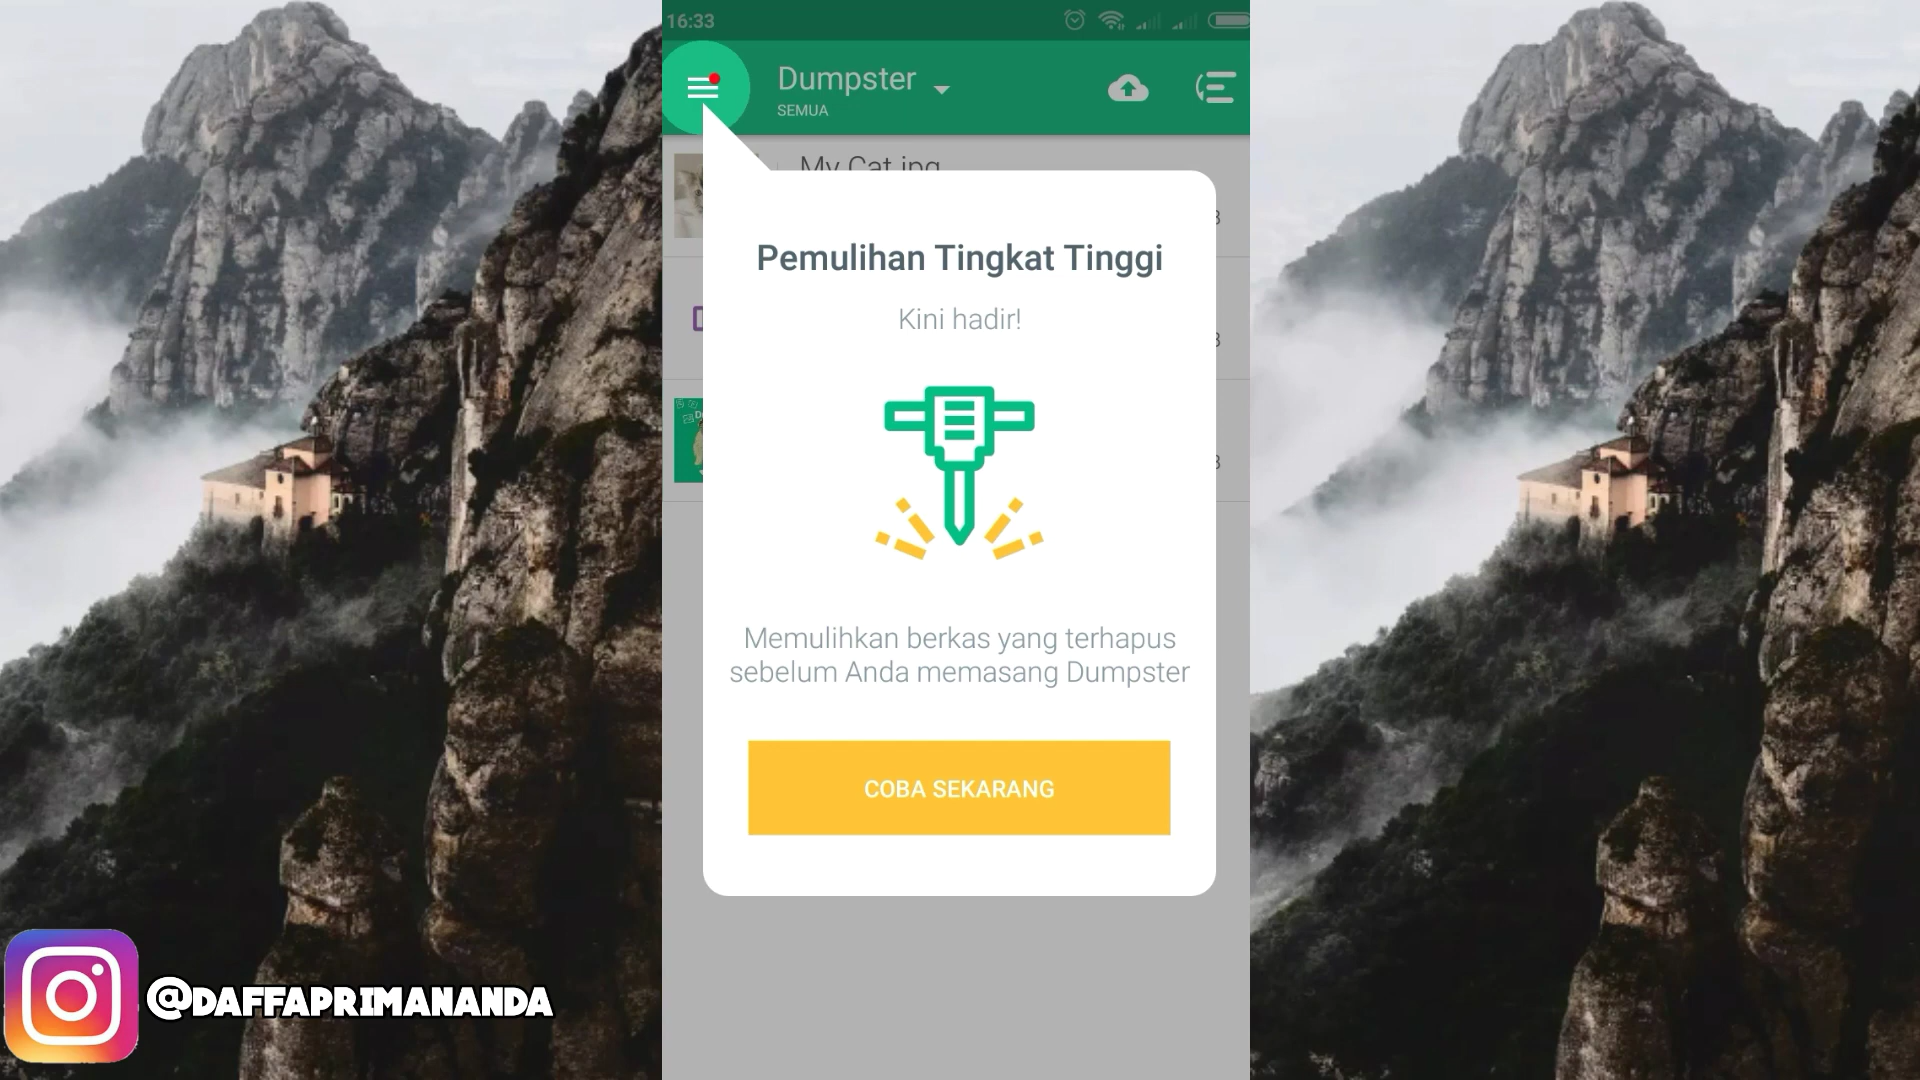 16:33
Dumpster
SEMUA
My Cat.jpg
Pemulihan Tingkat Tinggi
Kini hadir!
Memulihkan berkas yang terhapus
sebelum Anda memasang Dumpster
COBA SEKARANG
@DAFFAPRIMANANDA